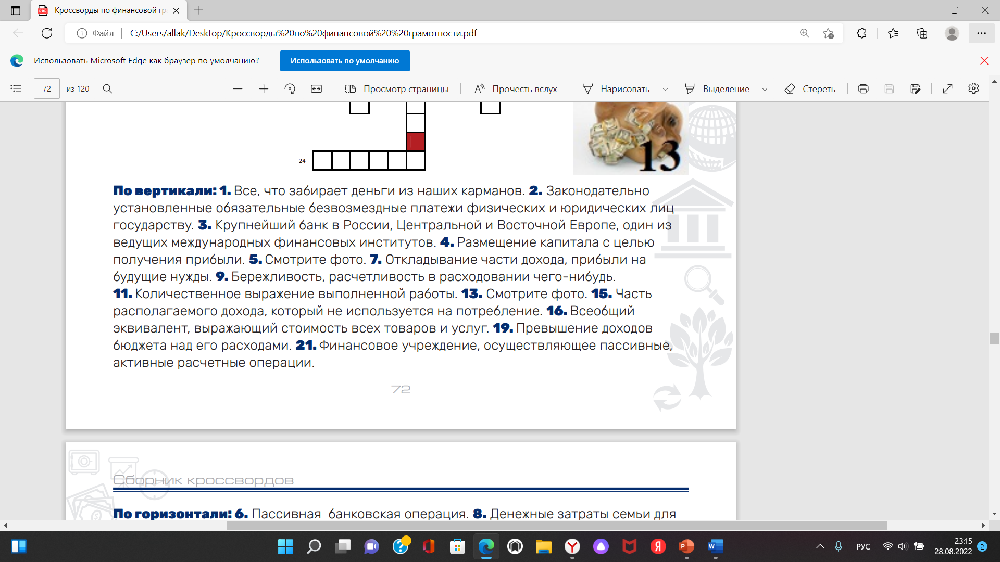 Кроссворды по финансовой гр
Файл
C:/Users/allak/Desktop/Кроссворды%20по%20финансовой%20%20грамотности.pdf
Использовать Microsoft Edge как браузер по умолчанию?
Использовать по умолчанию
72 из 120
Просмотр страницы
Прочесть вслух
Нарисовать
Выделение
Стереть
24
13
По вертикали: 1. Все, что забирает деньги из наших карманов. 2. Законодательно
установленные обязательные безвозмездные платежи физических и юридических лиц
государству. 3. Крупнейший банк в России, Центральной и Восточной Европе, один из
ведущих международных финансовых институтов. 4. Размещение капитала с целью
получения прибыли. 5. Смотрите фото. 7. Откладывание части дохода, прибыли на
будущие нужды. 9. Бережливость, расчетливость в расходовании чего-нибудь.
11. Количественное выражение выполненной работы. 13. Смотрите фото. 15. Часть
располагаемого дохода, который не используется на потребление. 16. Всеобщий
эквивалент, выражающий стоимость всех товаров и услуг. 19. Превышение доходов
бюджета над его расходами. 21. Финансовое учреждение, осуществляющее пассивные,
активные расчетные операции.
72
Сборник кроссвордов
По горизонтали: 6. Пассивная банковская операция. 8. Денежные затраты семьи для
РУС
23:15
28.08.2022
2